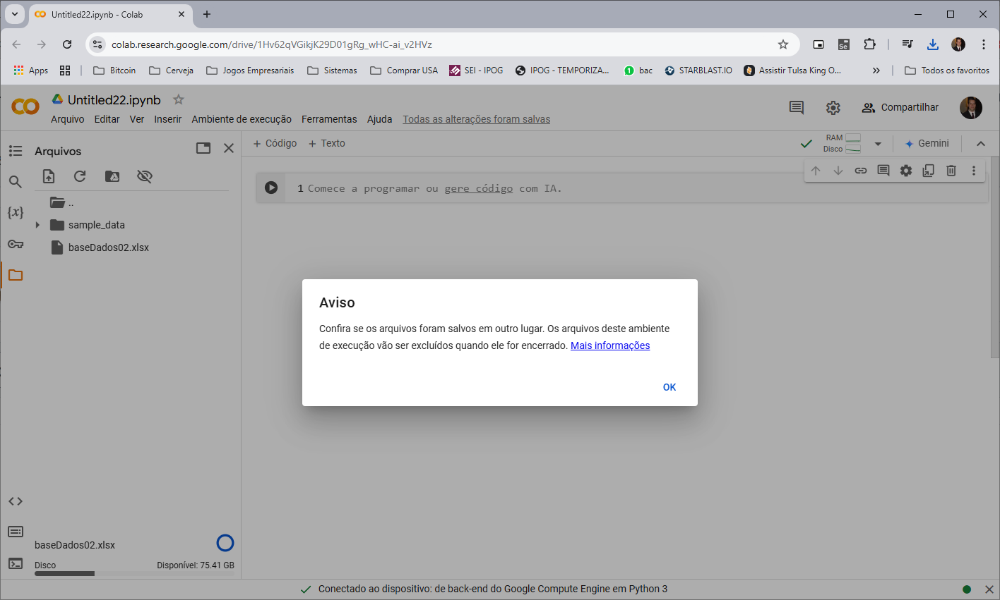 Untitled22.ipynb - Colab
colab.research.google.com/drive/1Hv62qVGikjK29D01gRg_wHC-ai_v2HVz
Se
Apps
Bitcoin
Cerveja
Jogos Empresariais
Sistemas
Comprar USA
SEI - IPOG
IPOG - TEMPORIZA...
1
bac
STARBLAST.IO
Assistir Tulsa King O...
Todos os favoritos
Untitled22.ipynb
Arquivo
Editar
Ver
Inserir
Ambiente de execução
Ferramentas
Ajuda
Todas as alterações foram salvas
Compartilhar
Arquivos
+ Código
+ Texto
RAM
Disco
Gemini
{x}
..
sample_data
baseDados02.xlsx
1 Comece a programar ou gere código com IA.
Aviso
Confira se os arquivos foram salvos em outro lugar. Os arquivos deste ambiente
de execução vão ser excluídos quando ele for encerrado. Mais informações
OK
baseDados02.xlsx
Disco
Disponível: 75.41 GB
Conectado ao dispositivo: de back-end do Google Compute Engine em Python 3